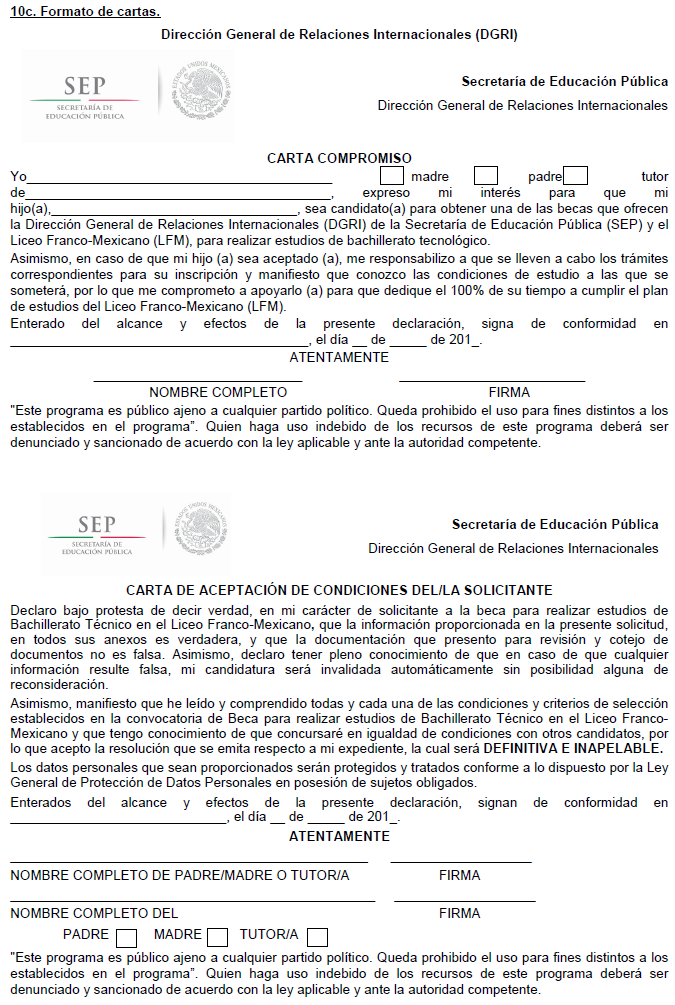 10c. Formato de cartas.
Dirección General de Relaciones Internacionales (DGRI)
SEP
SECRETARÍA DE
EDUCACIÓN PÚBLICA
ESTADOS UNIDOS MEXICANOS
Secretaría de Educación Pública
Dirección General de Relaciones Internacionales
CARTA COMPROMISO
Yo_________________________________________ madre padre tutor
de_________________________________________, expreso mi interés para que mi
hijo(a),_________________________________, sea candidato(a) para obtener una de las becas que ofrecen
la Dirección General de Relaciones Internacionales (DGRI) de la Secretaría de Educación Pública (SEP) y el
Liceo Franco-Mexicano (LFM), para realizar estudios de bachillerato tecnológico.
Asimismo, en caso de que mi hijo (a) sea aceptado (a), me responsabilizo a que se lleven a cabo los trámites
correspondientes para su inscripción y manifiesto que conozco las condiciones de estudio a las que se
someterá, por lo que me comprometo a apoyarlo (a) para que dedique el 100% de su tiempo a cumplir el plan
de estudios del Liceo Franco-Mexicano (LFM).
Enterado del alcance y efectos de la presente declaración, signa de conformidad en
________________________________________, el día __ de _____ de 201_.
ATENTAMENTE
____________________________ _________________________
NOMBRE COMPLETO FIRMA
"Este programa es público ajeno a cualquier partido político. Queda prohibido el uso para fines distintos a los
establecidos en el programa”. Quien haga uso indebido de los recursos de este programa deberá ser
denunciado y sancionado de acuerdo con la ley aplicable y ante la autoridad competente.
SEP
SECRETARÍA DE
EDUCACIÓN PÚBLICA
ESTADOS UNIDOS MEXICANOS
Secretaría de Educación Pública
Dirección General de Relaciones Internacionales
CARTA DE ACEPTACIÓN DE CONDICIONES DEL/LA SOLICITANTE
Declaro bajo protesta de decir verdad, en mi carácter de solicitante a la beca para realizar estudios de
Bachillerato Técnico en el Liceo Franco-Mexicano, que la información proporcionada en la presente solicitud,
en todos sus anexos es verdadera, y que la documentación que presento para revisión y cotejo de
documentos no es falsa. Asimismo, declaro tener pleno conocimiento de que en caso de que cualquier
información resulte falsa, mi candidatura será invalidada automáticamente sin posibilidad alguna de
reconsideración.
Asimismo, manifiesto que he leído y comprendido todas y cada una de las condiciones y criterios de selección
establecidos en la convocatoria de Beca para realizar estudios de Bachillerato Técnico en el Liceo Franco-
Mexicano y que tengo conocimiento de que concursaré en igualdad de condiciones con otros candidatos, por
lo que acepto la resolución que se emita respecto a mi expediente, la cual será DEFINITIVA E INAPELABLE.
Los datos personales que sean proporcionados serán protegidos y tratados conforme a lo dispuesto por la Ley
General de Protección de Datos Personales en posesión de sujetos obligados.
Enterados del alcance y efectos de la presente declaración, signan de conformidad en
_____________________________, el día __ de _____ de 201_.
ATENTAMENTE
________________________________________________ ___________________
NOMBRE COMPLETO DE PADRE/MADRE O TUTOR/A FIRMA
_________________________________________________ ___________________
NOMBRE COMPLETO DEL FIRMA
PADRE MADRE TUTOR/A
"Este programa es público ajeno a cualquier partido político. Queda prohibido el uso para fines distintos a los
establecidos en el programa”. Quien haga uso indebido de los recursos de este programa deberá ser
denunciado y sancionado de acuerdo con la ley aplicable y ante la autoridad competente.